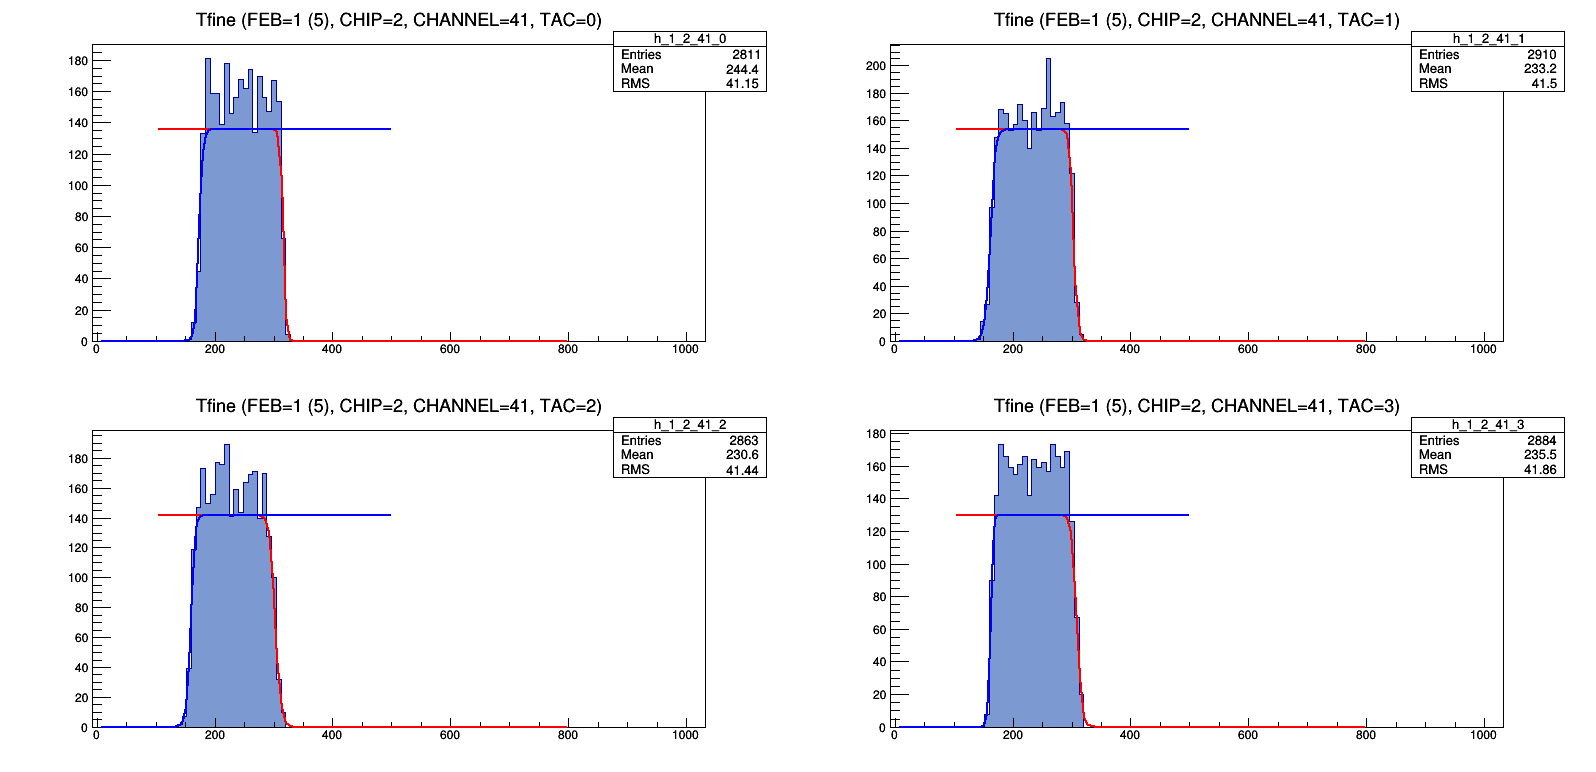 Tfine (FEB=1 (5), CHIP=2, CHANNEL=41, TAC=0)
h_1_2_41_0
Entries 2811
Mean 244.4
RMS 41.15
180
160
140
120
100
80
60
40
20
0
0 200 400 600 800 1000
Tfine (FEB=1 (5), CHIP=2, CHANNEL=41, TAC=1)
h_1_2_41_1
Entries 2910
Mean 233.2
RMS 41.5
200
180
160
140
120
100
80
60
40
20
0
0 200 400 600 800 1000
Tfine (FEB=1 (5), CHIP=2, CHANNEL=41, TAC=2)
h_1_2_41_2
Entries 2863
Mean 230.6
RMS 41.44
180
160
140
120
100
80
60
40
20
0
0 200 400 600 800 1000
Tfine (FEB=1 (5), CHIP=2, CHANNEL=41, TAC=3)
h_1_2_41_3
Entries 2884
Mean 235.5
RMS 41.86
180
160
140
120
100
80
60
40
20
0
0 200 400 600 800 1000